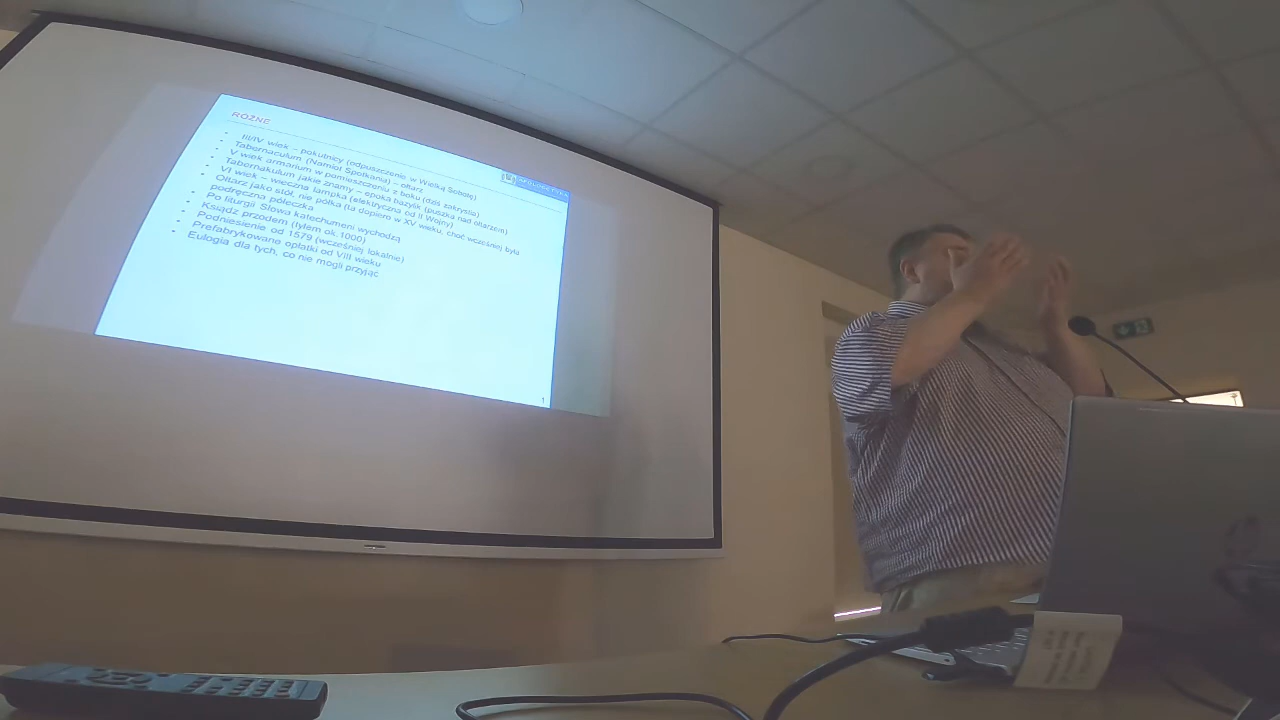 RÓŻNE
III/IV wiek – pokutnicy (odpuszczenie w Wielką Sobotę)
Tabernaculum (Namiot Spotkania) – ołtarz
V wiek armarium w pomieszczeniu z boku (dziś zakrystia)
Tabernakulum jakie znamy – epoka bazylik (puszka nad ołtarzem)
VI wiek – wieczna lampka (elektryczna od II Wojny)
Ołtarz jako stół, nie półka (ta dopiero w XV wieku, choć wcześniej była
podręczna półeczka
Po liturgii Słowa katechumeni wychodzą
Ksiądz przodem (tyłem ok.1000)
Podniesienie od 1579 (wcześniej lokalnie)
Prefabrykowane opłatki od VIII wieku
Eulogia dla tych, co nie mogli przyjąć
1